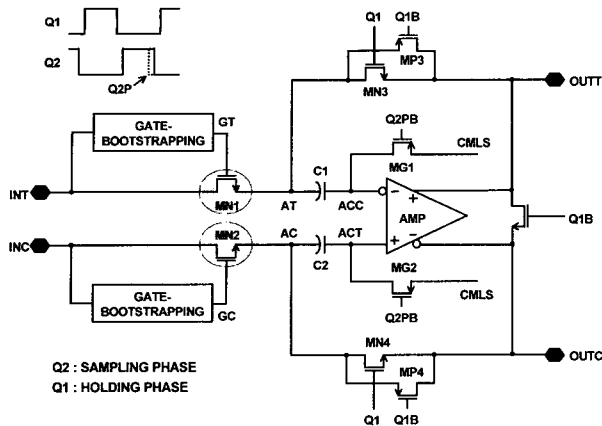 Q1
Q2
Q2P
Q1
Q1B
MP3
MN3
OUTT
GATE-
BOOTSTRAPPING
GT
Q2PB
CMLS
MG1
INT
MN1
AT
C1
ACC
AMP
Q1B
INC
MN2
AC
C2
ACT
MG2
CMLS
GATE-
BOOTSTRAPPING
GC
Q2PB
MN4
OUTC
MP4
Q1
Q1B
Q2 : SAMPLING PHASE
Q1 : HOLDING PHASE